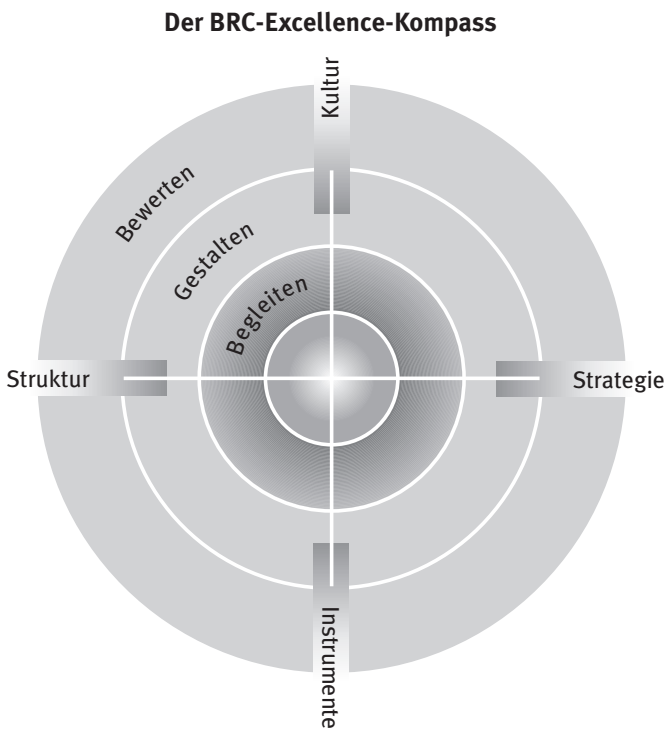 Der BRC-Excellence-Kompass
Kultur
Bewerten
Gestalten
Begleiten
Struktur
Strategie
Instrumente